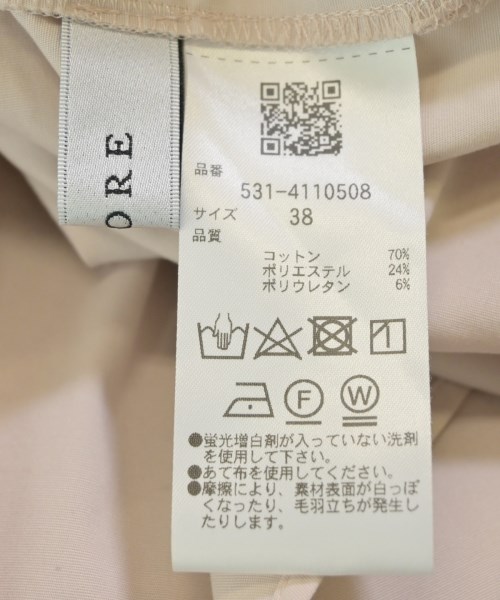 ORE
品番
531-4110508
サイズ 38
品質
コットン 70%
ポリエステル 24%
ポリウレタン 6%
F W
●蛍光増白剤が入っていない洗剤
を使用して下さい。
●あて布を使用してください。
●摩擦により、素材表面が白っぽ
くなったり、毛羽立ちが発生し
たりします。